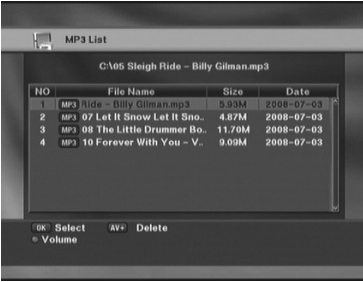 MP3 List
C:\05 Sleigh Ride - Billy Gilman.mp3
NO File Name Size Date
1 MP3 Ride - Billy Gilman.mp3 5.93M 2008-07-03
2 MP3 07 Let It Snow Let It Sno.. 4.87M 2008-07-03
3 MP3 08 The Little Drummer Bo.. 11.70M 2008-07-03
4 MP3 10 Forever With You - V.. 9.09M 2008-07-03
OK Select AV+ Delete
Volume